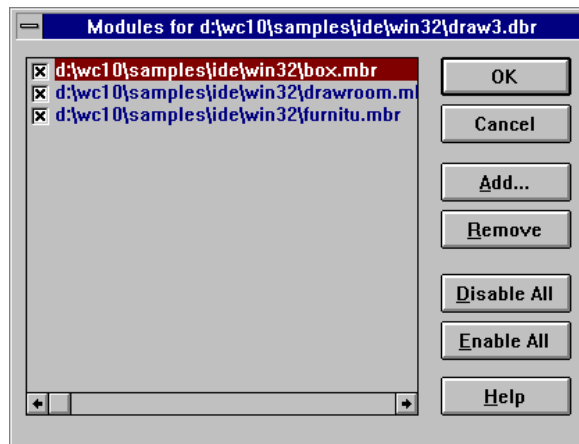 Modules for d:\wc10\samples\ide\win32\draw3.dbr
d:\wc10\samples\ide\win32\box.mbr
d:\wc10\samples\ide\win32\drawroom.ml
d:\wc10\samples\ide\win32\furnitu.mbr
OK
Cancel
Add...
Remove
Disable All
Enable All
Help